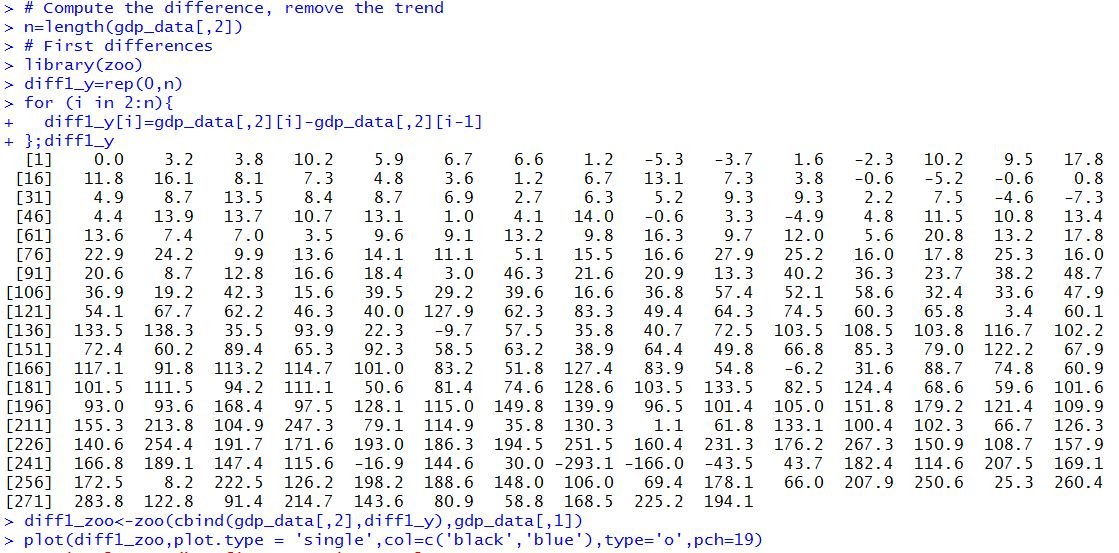 > # Compute the difference, remove the trend
> n=length(gdp_data[,2])
> # First differences
> library(zoo)
> diff1_y=rep(0,n)
> for (i in 2:n){
+   diff1_y[i]=gdp_data[,2][i]-gdp_data[,2][i-1]
+ };diff1_y
[1] 0.0 3.2 3.8 10.2 5.9 6.7 6.6 1.2 -5.3 -3.7 1.6 -2.3 10.2 9.5 17.8
[16] 11.8 16.1 8.1 7.3 4.8 3.6 1.2 6.7 13.1 7.3 3.8 -0.6 -5.2 -0.6 0.8
[31] 4.9 8.7 13.5 8.4 8.7 6.9 2.7 6.3 5.2 9.3 9.3 2.2 7.5 -4.6 -7.3
[46] 4.4 13.9 13.7 10.7 13.1 1.0 4.1 14.0 -0.6 3.3 -4.9 4.8 11.5 10.8 13.4
[61] 13.6 7.4 7.0 3.5 9.6 9.1 13.2 9.8 16.3 9.7 12.0 5.6 20.8 13.2 17.8
[76] 22.9 24.2 9.9 13.6 14.1 11.1 5.1 15.5 16.6 27.9 25.2 16.0 17.8 25.3 16.0
[91] 20.6 8.7 12.8 16.6 18.4 3.0 46.3 21.6 20.9 13.3 40.2 36.3 23.7 38.2 48.7
[106] 36.9 19.2 42.3 15.6 39.5 29.2 39.6 16.6 36.8 57.4 52.1 58.6 32.4 33.6 47.9
[121] 54.1 67.7 62.2 46.3 40.0 127.9 62.3 83.3 49.4 64.3 74.5 60.3 65.8 3.4 60.1
[136] 133.5 138.3 35.5 93.9 22.3 -9.7 57.5 35.8 40.7 72.5 103.5 108.5 103.8 116.7 102.2
[151] 72.4 60.2 89.4 65.3 92.3 58.5 63.2 38.9 64.4 49.8 66.8 85.3 79.0 122.2 67.9
[166] 117.1 91.8 113.2 114.7 101.0 83.2 51.8 127.4 83.9 54.8 -6.2 31.6 88.7 74.8 60.9
[181] 101.5 111.5 94.2 111.1 50.6 81.4 74.6 128.6 103.5 133.5 82.5 124.4 68.6 59.6 101.6
[196] 93.0 93.6 168.4 97.5 128.1 115.0 149.8 139.9 96.5 101.4 105.0 151.8 179.2 121.4 109.9
[211] 155.3 213.8 104.9 247.3 79.1 114.9 35.8 130.3 1.1 61.8 133.1 100.4 102.3 66.7 126.3
[226] 140.6 254.4 191.7 171.6 193.0 186.3 194.5 251.5 160.4 231.3 176.2 267.3 150.9 108.7 157.9
[241] 166.8 189.1 147.4 115.6 -16.9 144.6 30.0 -293.1 -166.0 -43.5 43.7 182.4 114.6 207.5 169.1
[256] 172.5 8.2 222.5 126.2 198.2 188.6 148.0 106.0 69.4 178.1 66.0 207.9 250.6 25.3 260.4
[271] 283.8 122.8 91.4 214.7 143.6 80.9 58.8 168.5 225.2 194.1
> diff1_zoo<-zoo(cbind(gdp_data[,2],diff1_y),gdp_data[,1])
> plot(diff1_zoo,plot.type = 'single',col=c('black','blue'),type='o',pch=19)